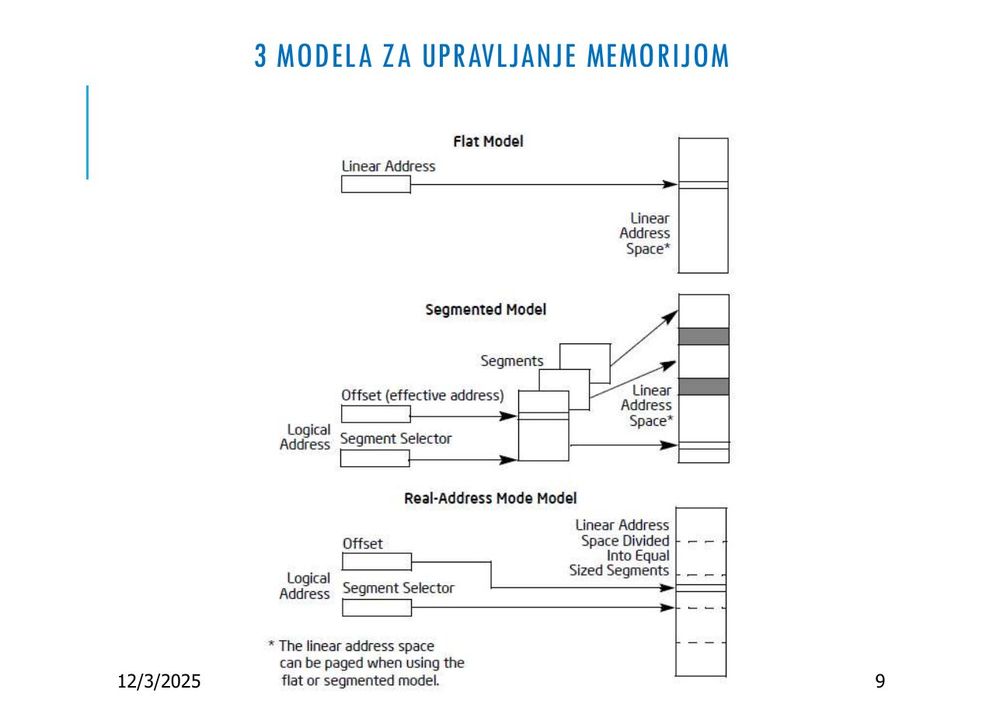 3 MODELA ZA UPRAVLJANJE MEMORIJOM
Flat Model
Linear Address
Linear
Address
Space*
Segmented Model
Segments
Offset (effective address)
Logical
Address
Segment Selector
Linear
Address
Space*
Real-Address Mode Model
Offset
Logical
Address
Segment Selector
Linear Address
Space Divided
Into Equal
Sized Segments
* The linear address space
can be paged when using the
flat or segmented model.
12/3/2025
9